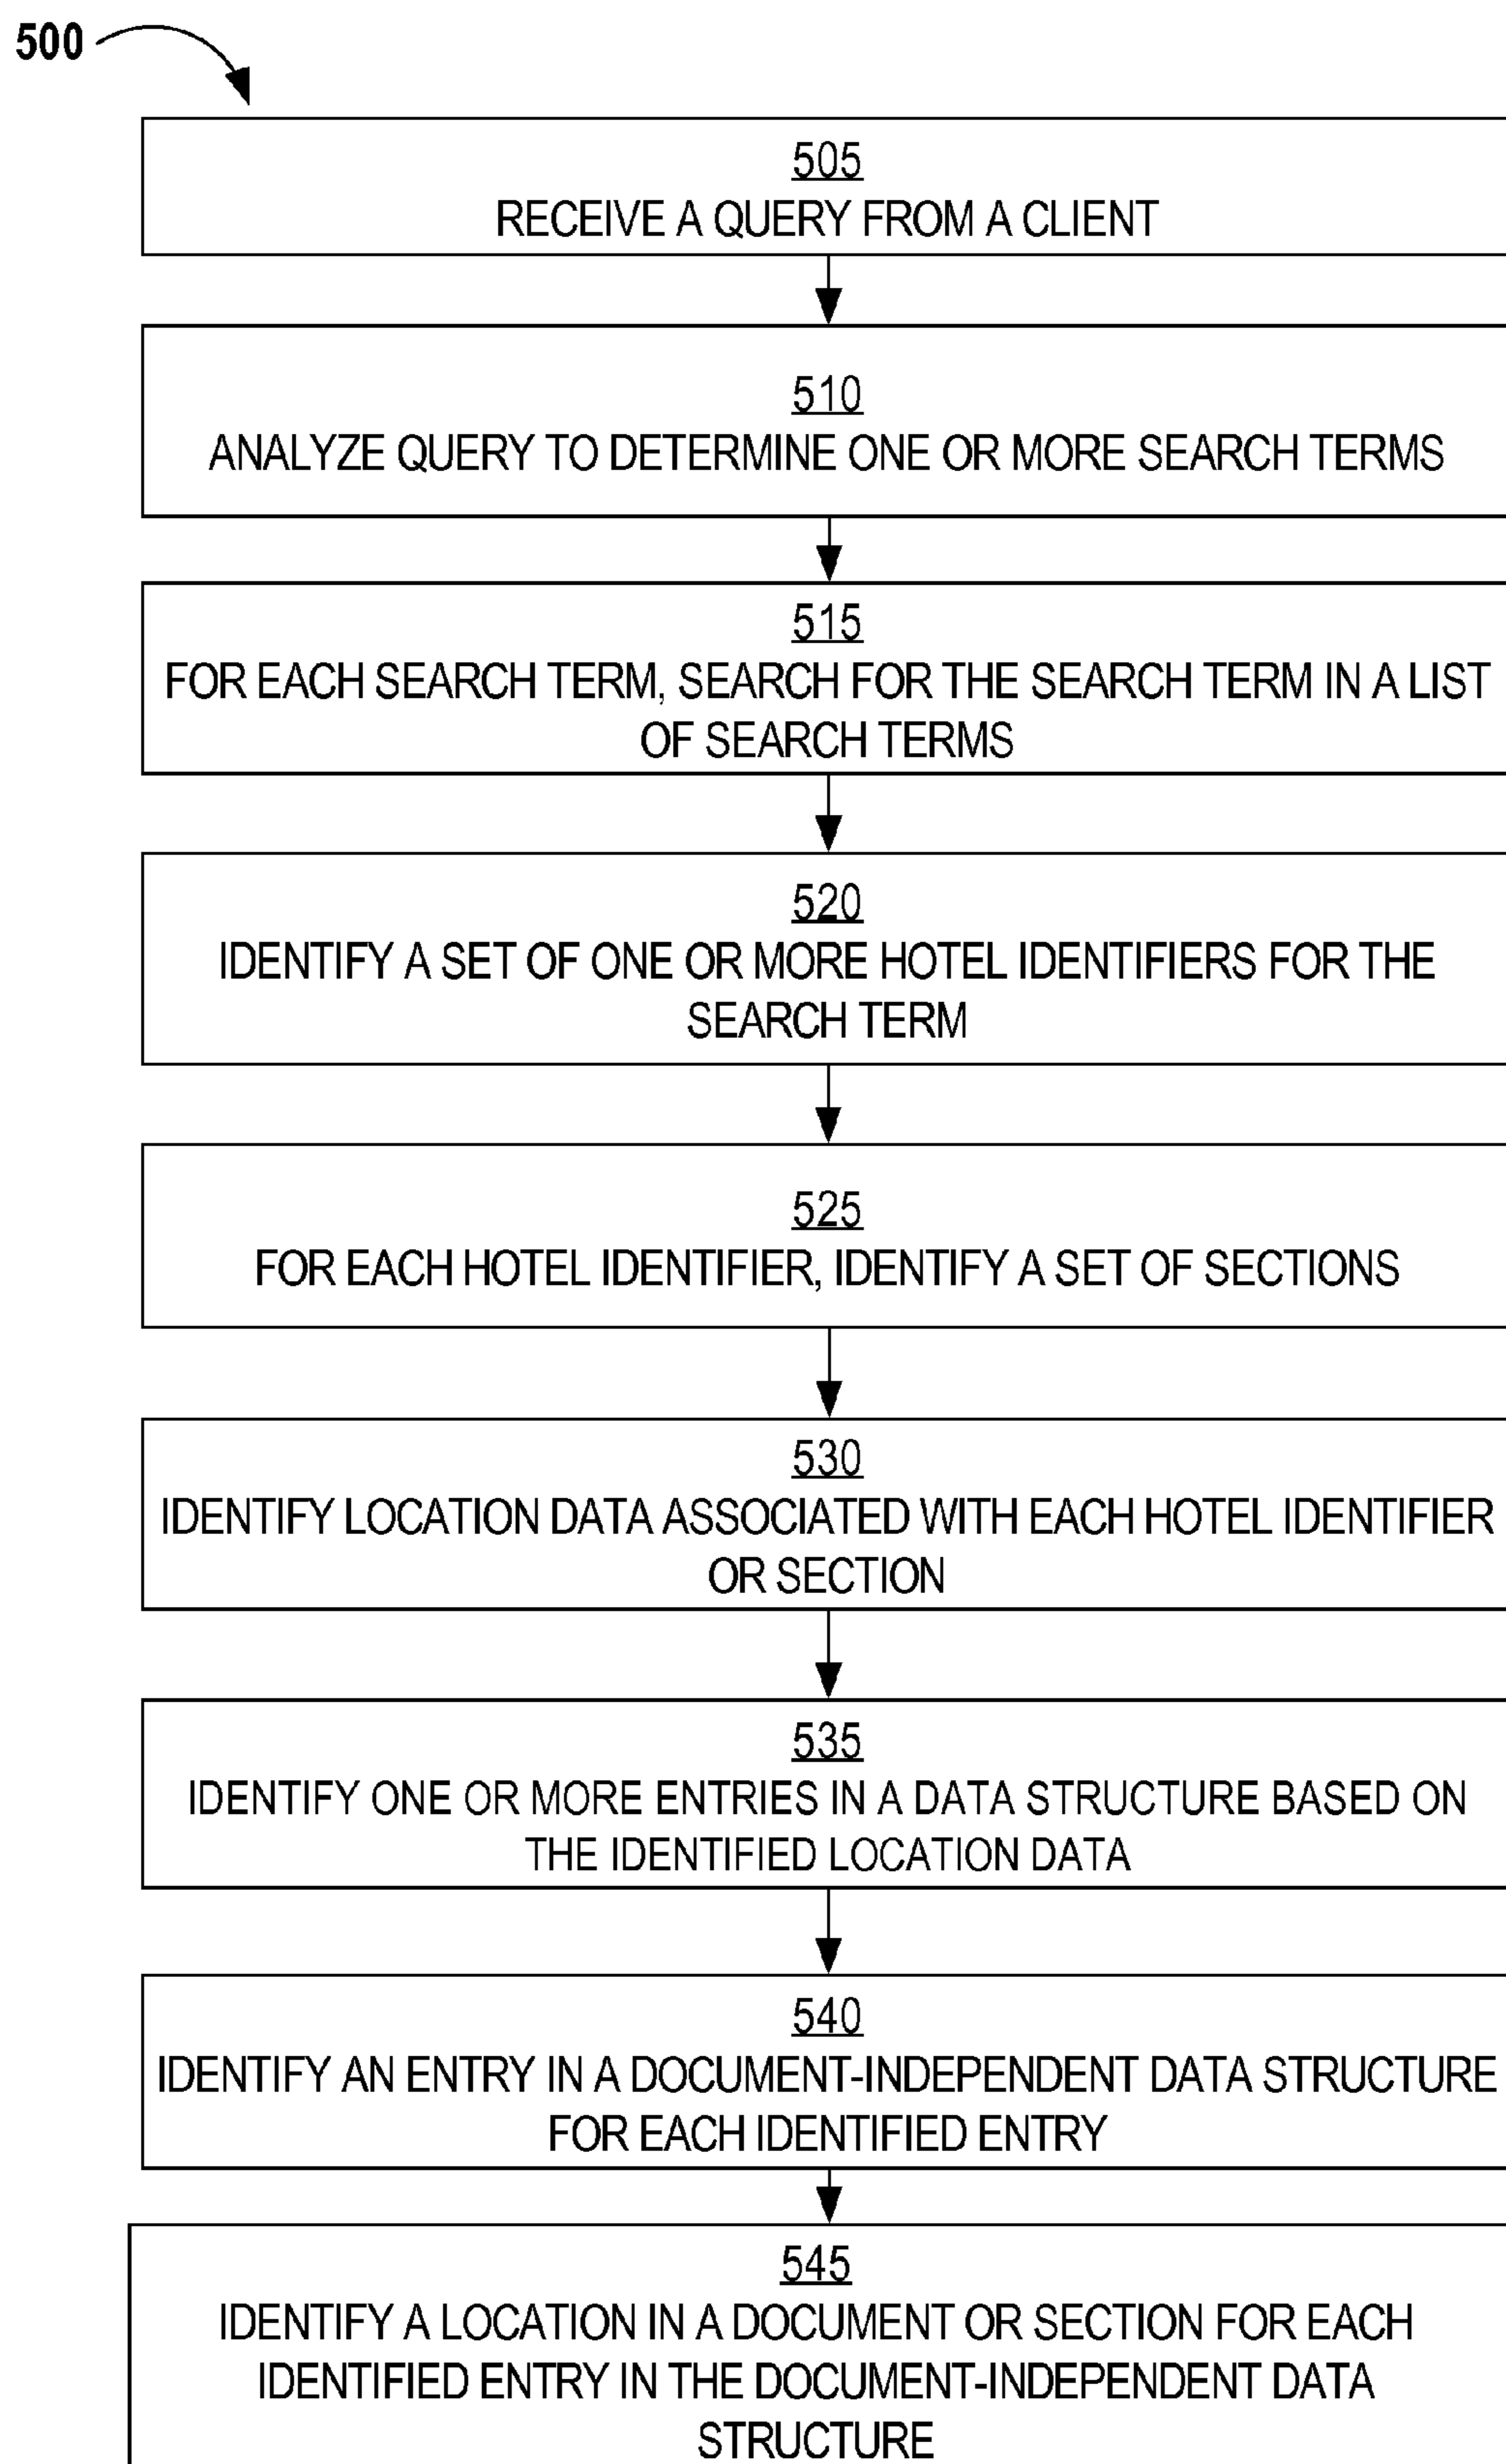 500
505
RECEIVE A QUERY FROM A CLIENT
510
ANALYZE QUERY TO DETERMINE ONE OR MORE SEARCH TERMS
515
FOR EACH SEARCH TERM, SEARCH FOR THE SEARCH TERM IN A LIST
OF SEARCH TERMS
520
IDENTIFY A SET OF ONE OR MORE HOTEL IDENTIFIERS FOR THE
SEARCH TERM
525
FOR EACH HOTEL IDENTIFIER, IDENTIFY A SET OF SECTIONS
530
IDENTIFY LOCATION DATA ASSOCIATED WITH EACH HOTEL IDENTIFIER
OR SECTION
535
IDENTIFY ONE OR MORE ENTRIES IN A DATA STRUCTURE BASED ON
THE IDENTIFIED LOCATION DATA
540
IDENTIFY AN ENTRY IN A DOCUMENT-INDEPENDENT DATA STRUCTURE
FOR EACH IDENTIFIED ENTRY
545
IDENTIFY A LOCATION IN A DOCUMENT OR SECTION FOR EACH
IDENTIFIED ENTRY IN THE DOCUMENT-INDEPENDENT DATA
STRUCTURE